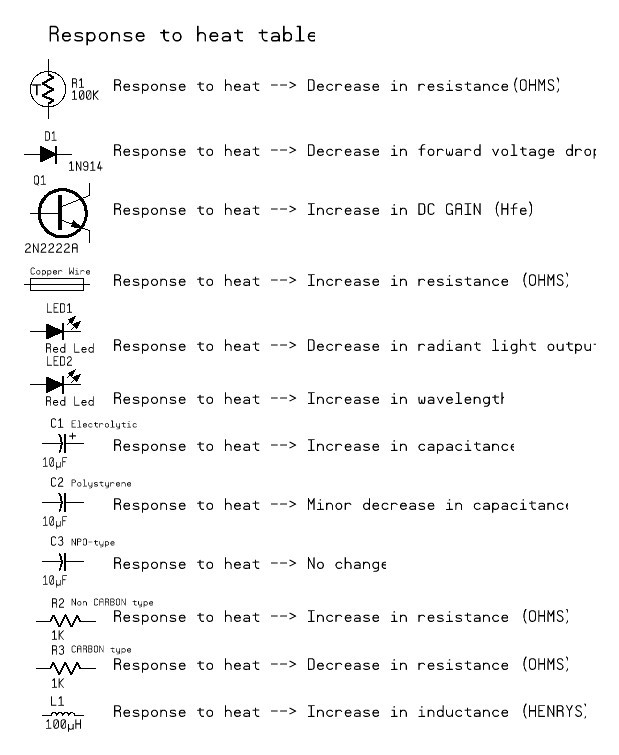 Response to heat table
R1
100K
T
Response to heat --> Decrease in resistance (OHMS)
D1
1N914
Response to heat --> Decrease in forward voltage drop
Q1
2N2222A
Response to heat --> Increase in DC GAIN (Hfe)
Copper Wire
Response to heat --> Increase in resistance (OHMS)
LED1
Red Led
Response to heat --> Decrease in radiant light output
LED2
Red Led
Response to heat --> Increase in wavelength
C1 Electrolytic
+
10µF
Response to heat --> Increase in capacitance
C2 Polystyrene
10µF
Response to heat --> Minor decrease in capacitance
C3 NPO-type
10µF
Response to heat --> No change
R2 Non CARBON type
1K
Response to heat --> Increase in resistance (OHMS)
R3 CARBON type
1K
Response to heat --> Decrease in resistance (OHMS)
L1
100µH
Response to heat --> Increase in inductance (HENRYS)